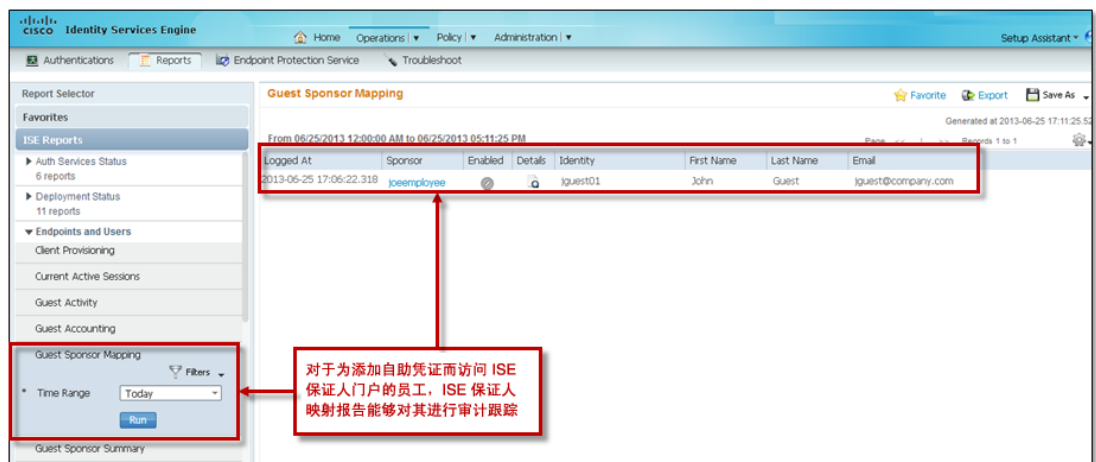 CISCO Identity Services Engine
Home Operations Policy Administration Setup Assistant
Authentications Reports Endpoint Protection Service Troubleshoot
Report Selector
Favorites
ISE Reports
Auth Services Status
6 reports
Deployment Status
11 reports
Endpoints and Users
Client Provisioning
Current Active Sessions
Guest Activity
Guest Accounting
Guest Sponsor Mapping
Filters
* Time Range Today
Run
Guest Sponsor Summary
Guest Sponsor Mapping
Favorite Export Save As
Generated at 2013-06-25 17:11:25.52
From 06/25/2013 12:00:00 AM to 06/25/2013 05:11:25 PM
Page << 1 >> Records 1 to 1
Logged At Sponsor Enabled Details Identity First Name Last Name Email
2013-06-25 17:06:22.318 joeemployee jguest01 John Guest jguest@company.com
对于为添加自助凭证而访问 ISE
保证人门户的员工，ISE 保证人
映射报告能够对其进行审计跟踪